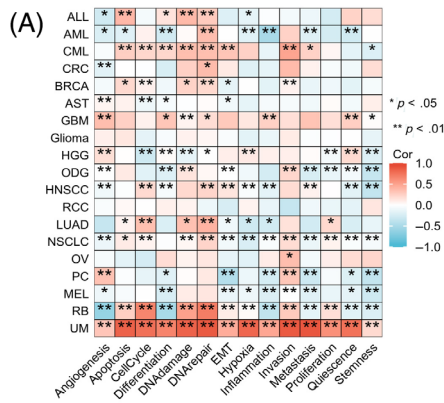 (A)
ALL
AML
CML
CRC
BRCA
AST
GBM
Glioma
HGG
ODG
HNSCC
RCC
LUAD
NSCLC
OV
PC
MEL
RB
UM
* p < .05
** p < .01
Cor
1.0
0.5
0.0
−0.5
−1.0
Angiogenesis
Apoptosis
CellCycle
Differentiation
DNAdamage
DNArepair
EMT
Hypoxia
Inflammation
Invasion
Metastasis
Proliferation
Quiescence
Stemness